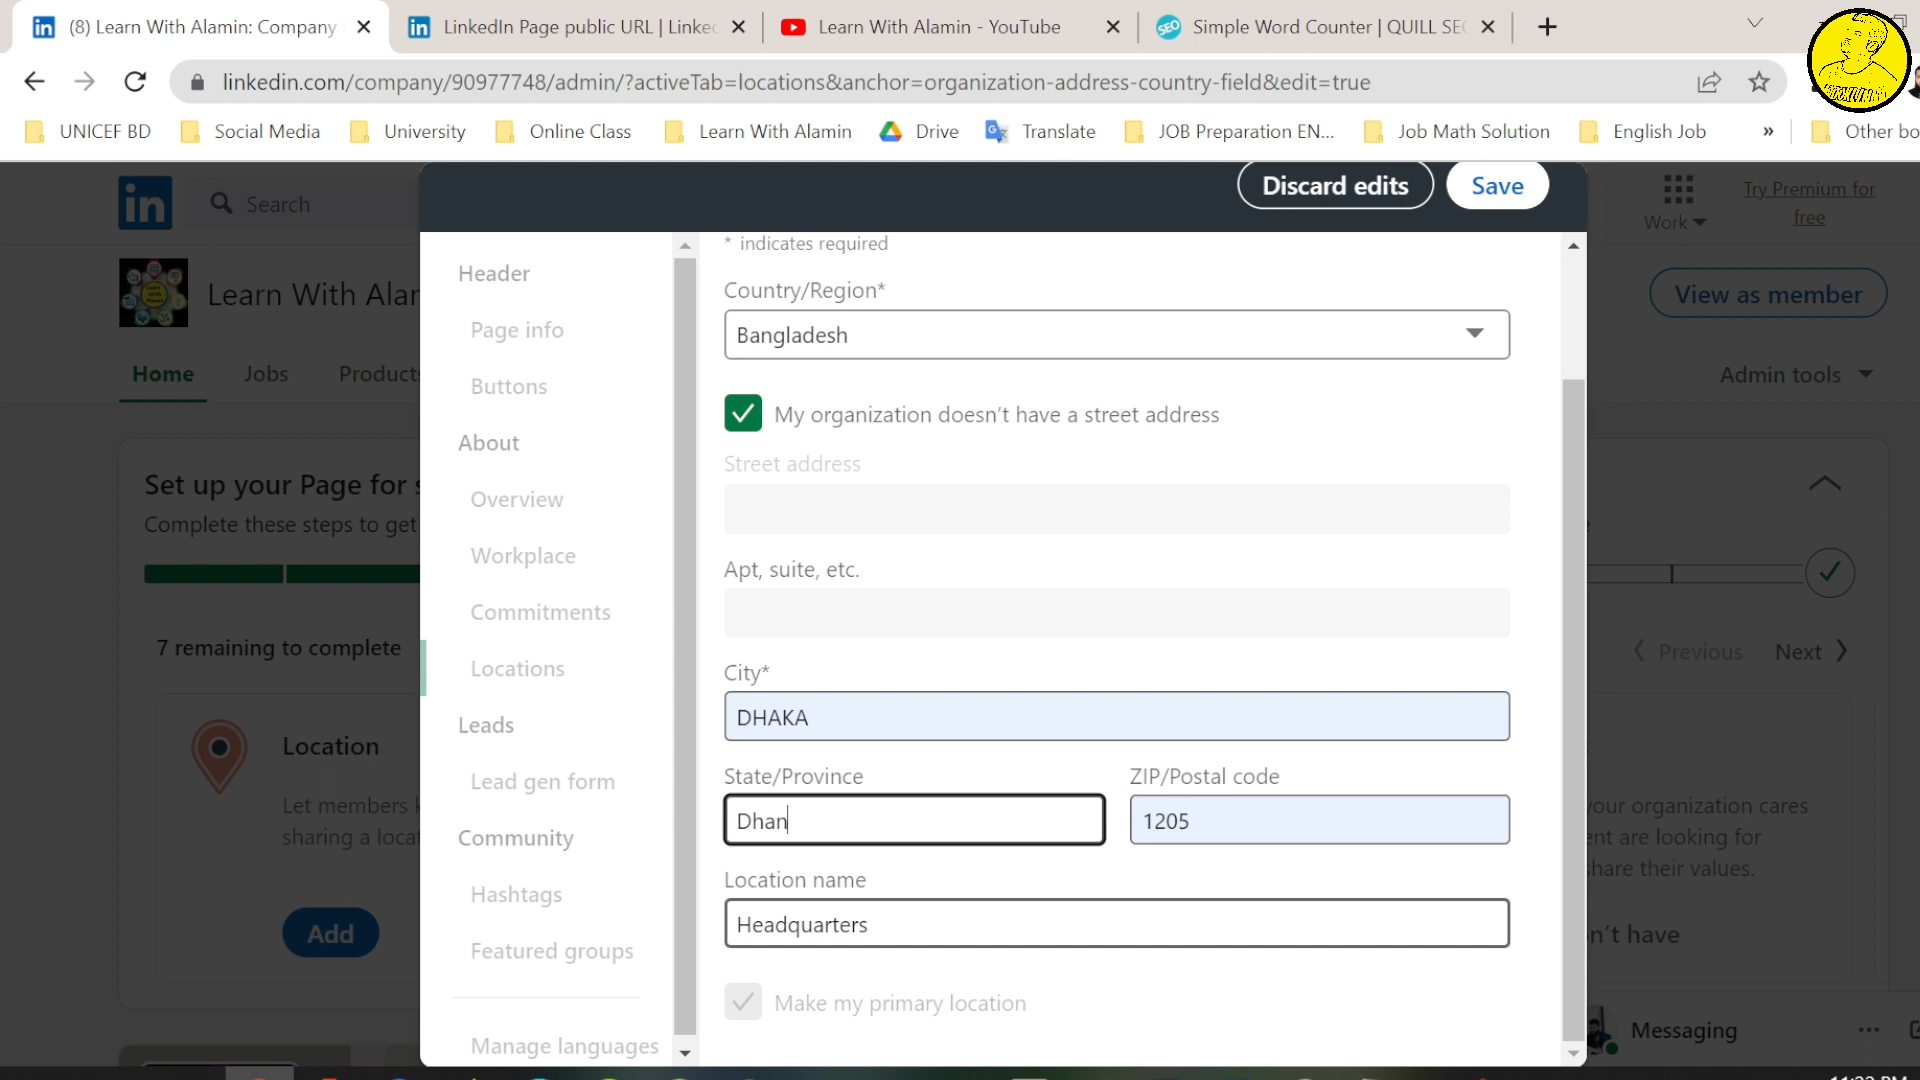 (8) Learn With Alamin: Company
LinkedIn Page public URL | Linke
Learn With Alamin - YouTube
Simple Word Counter | QUILL SE
linkedin.com/company/90977748/admin/?activeTab=locations&anchor=organization-address-country-field&edit=true
UNICEF BD
Social Media
University
Online Class
Learn With Alamin
Drive
Translate
JOB Preparation EN...
Job Math Solution
English Job
»
Other bo
in
Search
Discard edits
Save
Work
Try Premium for
free
Learn With Alar
View as member
Home
Jobs
Products
Admin tools
Set up your Page for s
Complete these steps to get
7 remaining to complete
Previous
Next
Location
Let members k
sharing a locat
Add
Header
Page info
Buttons
About
Overview
Workplace
Commitments
Locations
Leads
Lead gen form
Community
Hashtags
Featured groups
Manage languages
* indicates required
Country/Region*
Bangladesh
My organization doesn't have a street address
Street address
Apt, suite, etc.
City*
DHAKA
State/Province
Dhan
ZIP/Postal code
1205
Location name
Headquarters
Make my primary location
your organization cares
ent are looking for
share their values.
n't have
Messaging